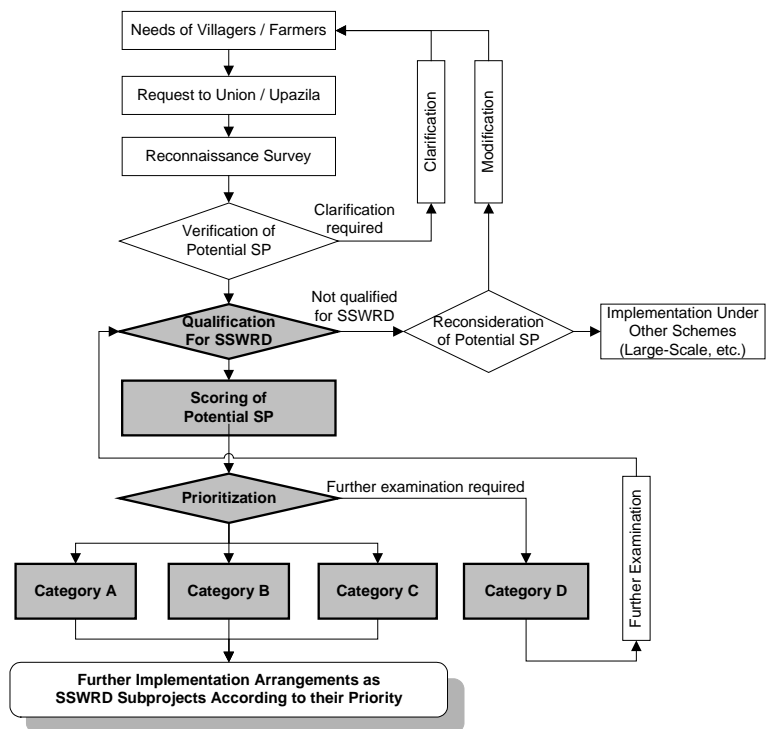 Needs of Villagers / Farmers
Request to Union / Upazila
Reconnaissance Survey
Clarification
Modification
Verification of
Potential SP
Clarification
required
Qualification
For SSWRD
Not qualified
for SSWRD
Reconsideration
of Potential SP
Implementation Under
Other Schemes
(Large-Scale, etc.)
Scoring of
Potential SP
Prioritization
Further examination required
Further Examination
Category A
Category B
Category C
Category D
Further Implementation Arrangements as
SSWRD Subprojects According to their Priority